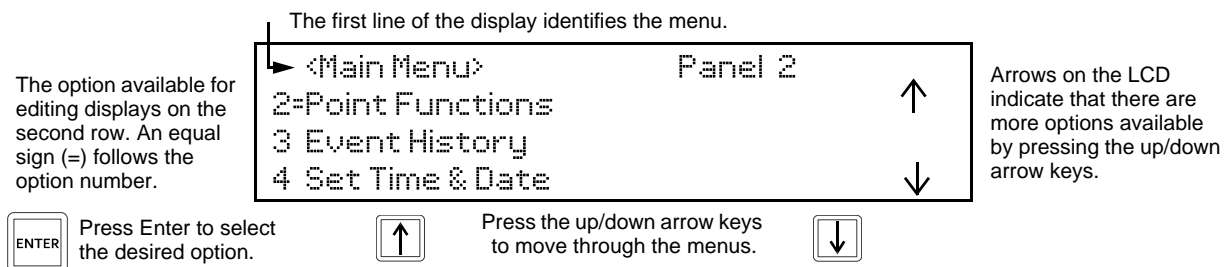 The first line of the display identifies the menu.
The option available for
editing displays on the
second row. An equal
sign (=) follows the
option number.
<Main Menu> Panel 2
2=Point Functions
3 Event History
4 Set Time & Date
Arrows on the LCD
indicate that there are
more options available
by pressing the up/down
arrow keys.
ENTER
Press Enter to select
the desired option.
Press the up/down arrow keys
to move through the menus.